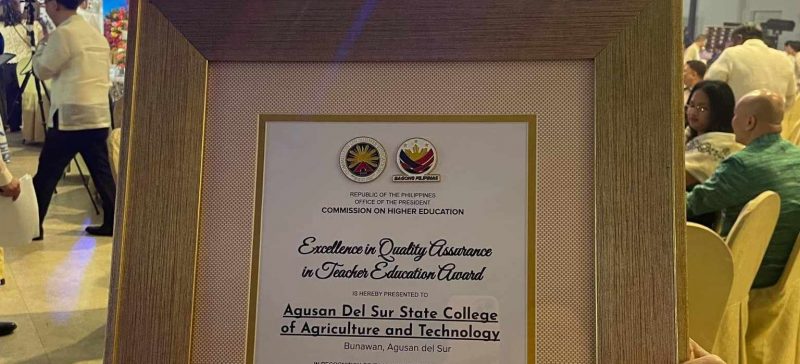 BAGONG PILIPINAS
REPUBLIC OF THE PHILIPPINES
OFFICE OF THE PRESIDENT
COMMISSION ON HIGHER EDUCATION
Excellence in Quality Assurance
in Teacher Education Award
IS HEREBY PRESENTED TO
Agusan Del Sur State College
of Agriculture and Technology
Bunawan, Agusan del Sur